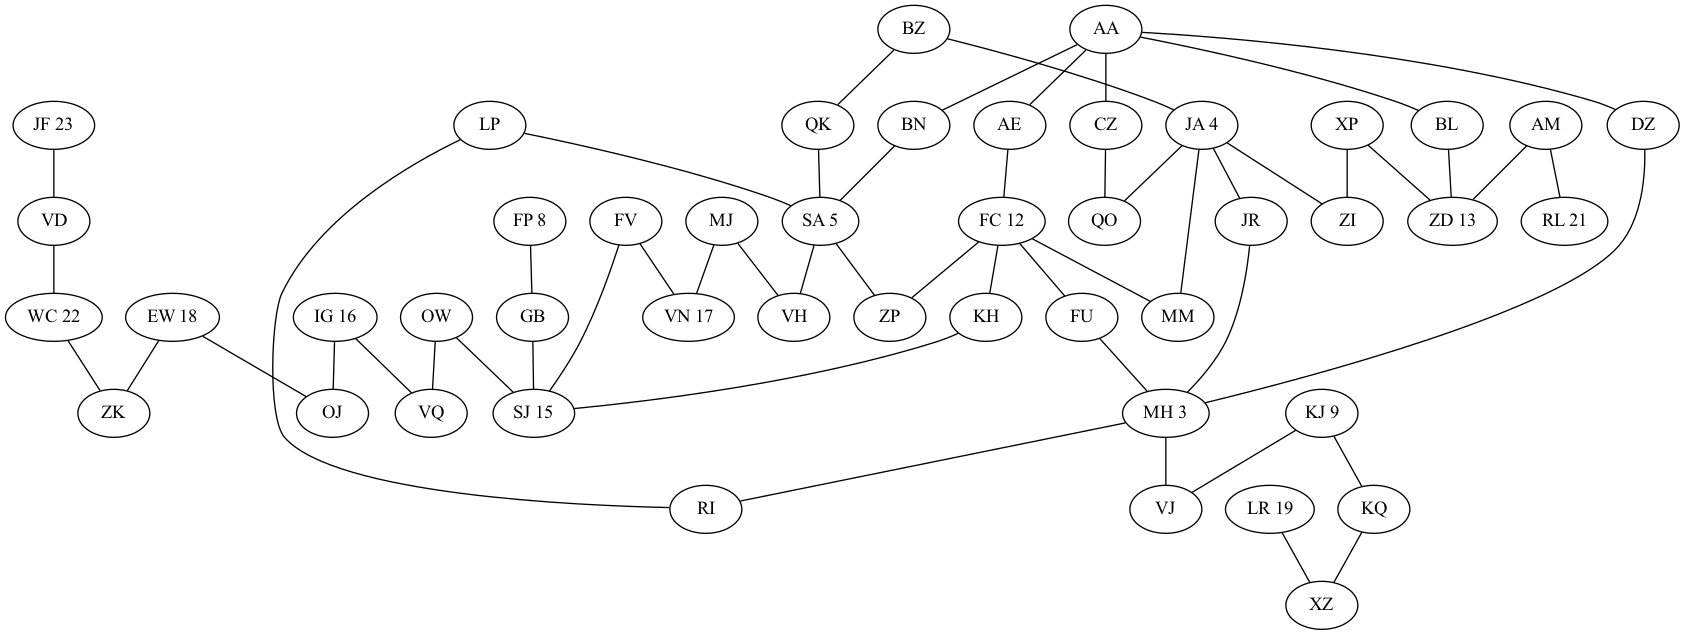 BZ
AA
JF 23
LP
QK
BN
AE
CZ
JA 4
XP
BL
AM
DZ
VD
FP 8
FV
MJ
SA 5
FC 12
QO
JR
ZI
ZD 13
RL 21
WC 22
EW 18
IG 16
OW
GB
VN 17
VH
ZP
KH
FU
MM
ZK
OJ
VQ
SJ 15
MH 3
KJ 9
RI
VJ
LR 19
KQ
XZ